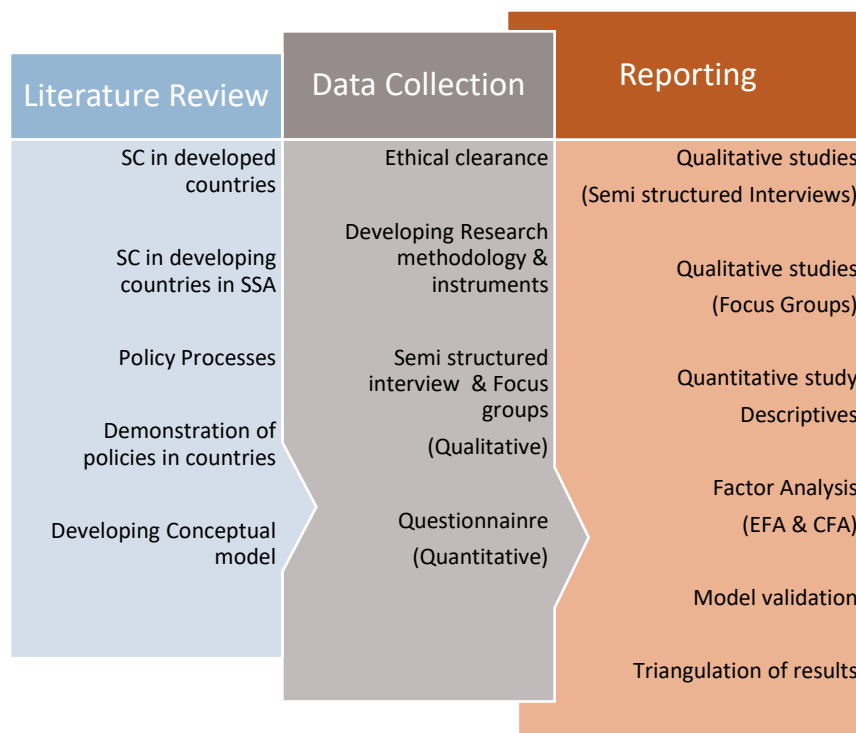 Literature Review
SC in developed
countries
SC in developing
countries in SSA
Policy Processes
Demonstration of
policies in countries
Developing Conceptual
model
Data Collection
Ethical clearance
Developing Research
methodology &
instruments
Semi structured
interview & Focus
groups
(Qualitative)
Questionnainre
(Quantitative)
Reporting
Qualitative studies
(Semi structured Interviews)
Qualitative studies
(Focus Groups)
Quantitative study
Descriptives
Factor Analysis
(EFA & CFA)
Model validation
Triangulation of results